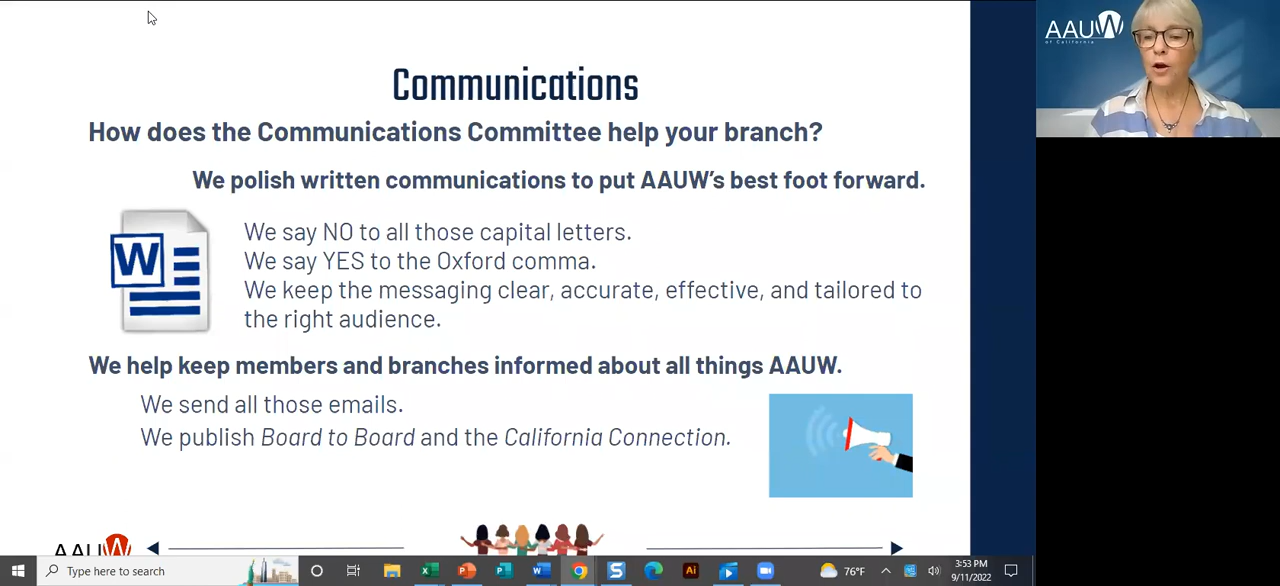 Communications
How does the Communications Committee help your branch?
We polish written communications to put AAUW's best foot forward.
W
We say NO to all those capital letters.
We say YES to the Oxford comma.
We keep the messaging clear, accurate, effective, and tailored to
the right audience.
We help keep members and branches informed about all things AAUW.
We send all those emails.
We publish Board to Board and the California Connection.
AAUW
AAUW
of California
Type here to search
76°F
3:53 PM
9/11/2022